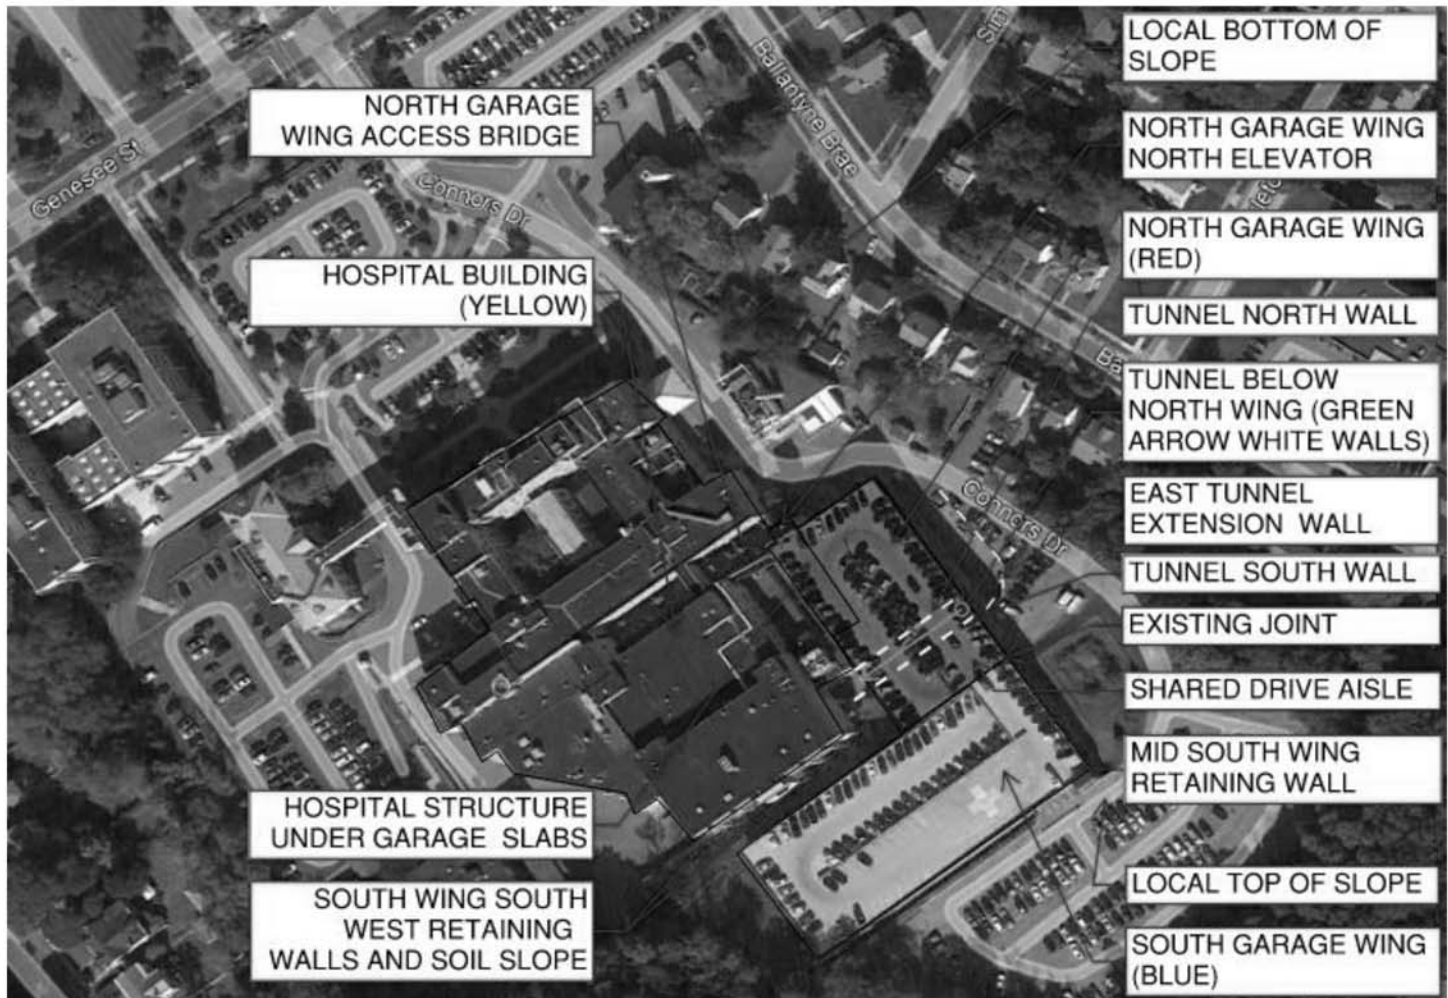 LOCAL BOTTOM OF
SLOPE
NORTH GARAGE
WING ACCESS BRIDGE
NORTH GARAGE WING
NORTH ELEVATOR
Genesee St
Connors Dr
Ballantyne Brae
Sim
NORTH GARAGE WING
(RED)
HOSPITAL BUILDING
(YELLOW)
TUNNEL NORTH WALL
Ba
TUNNEL BELOW
NORTH WING (GREEN
ARROW WHITE WALLS)
EAST TUNNEL
EXTENSION WALL
Connors Dr
TUNNEL SOUTH WALL
EXISTING JOINT
SHARED DRIVE AISLE
MID SOUTH WING
RETAINING WALL
HOSPITAL STRUCTURE
UNDER GARAGE SLABS
LOCAL TOP OF SLOPE
SOUTH WING SOUTH
WEST RETAINING
WALLS AND SOIL SLOPE
SOUTH GARAGE WING
(BLUE)